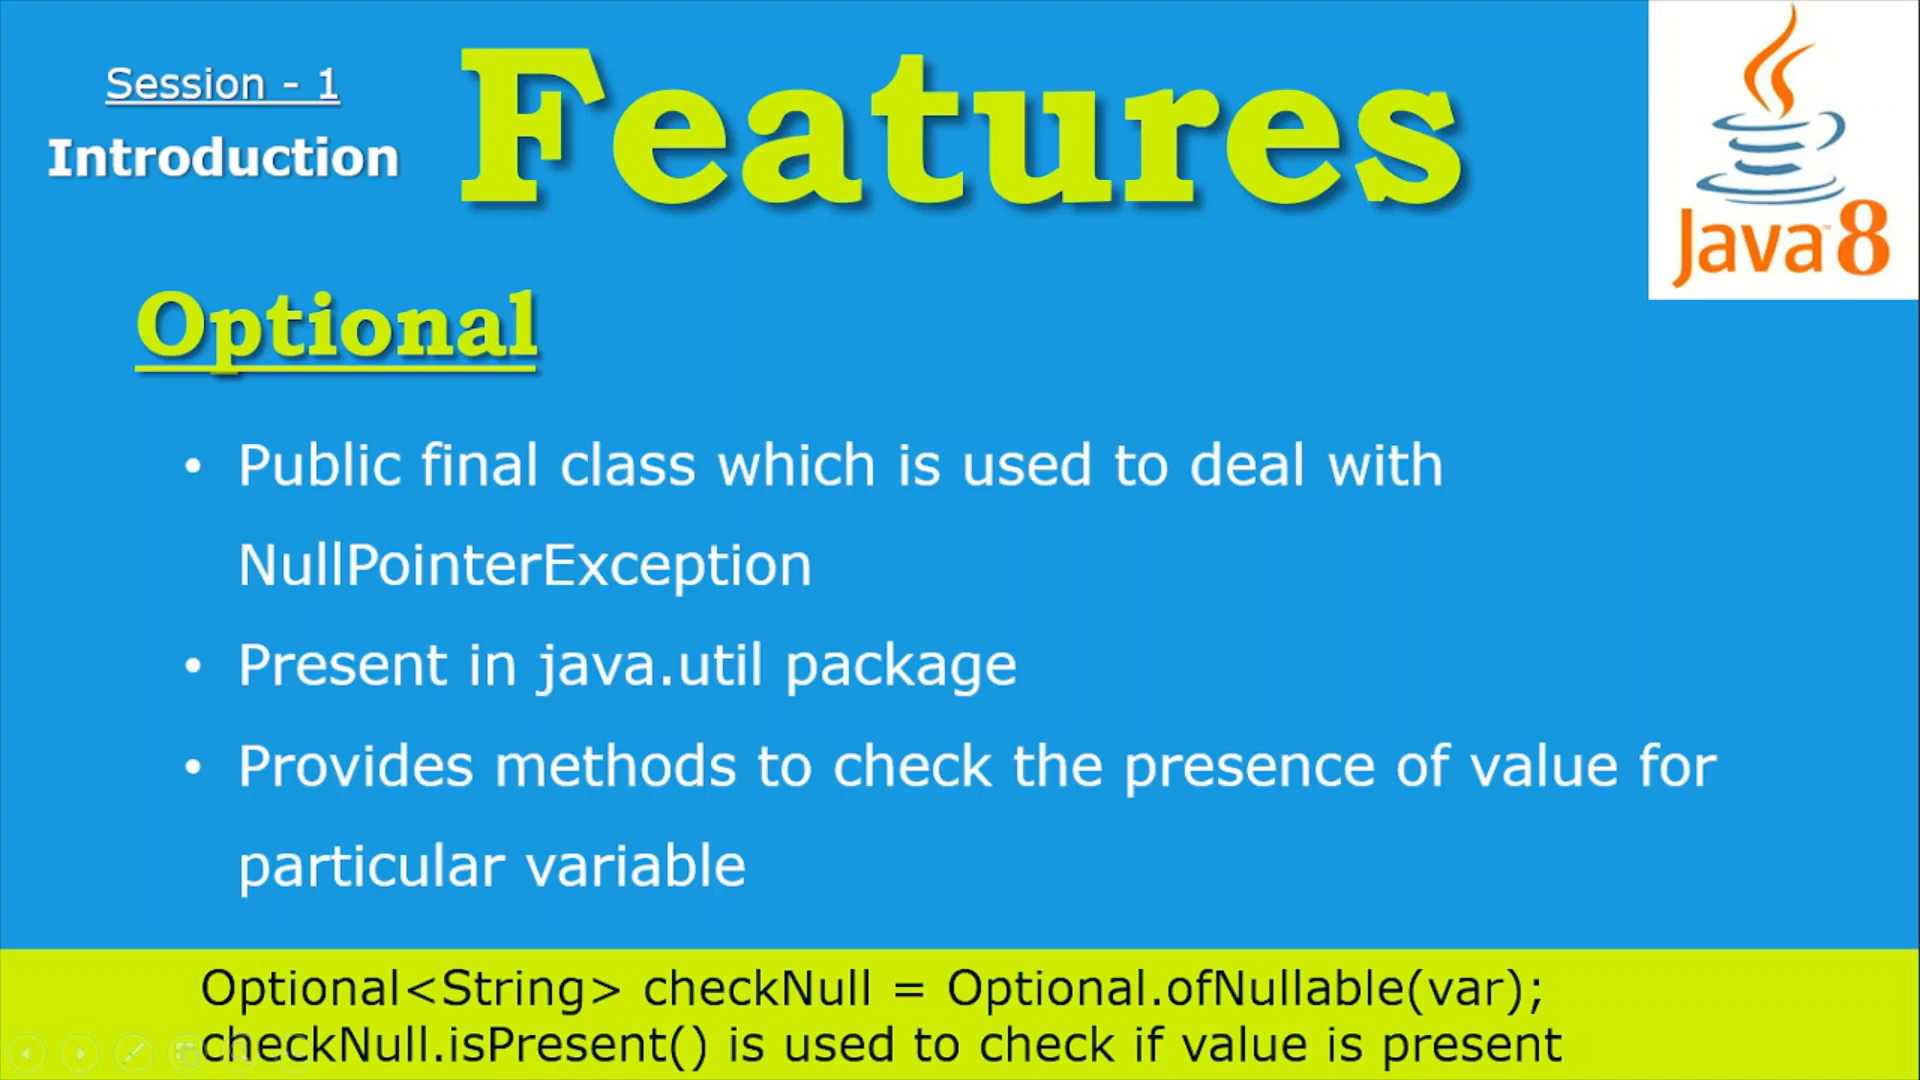 Session - 1
Introduction
Features
Java™ 8
Optional
• Public final class which is used to deal with
NullPointerException
• Present in java.util package
• Provides methods to check the presence of value for
particular variable
Optional<String> checkNull = Optional.ofNullable(var);
checkNull.isPresent() is used to check if value is present